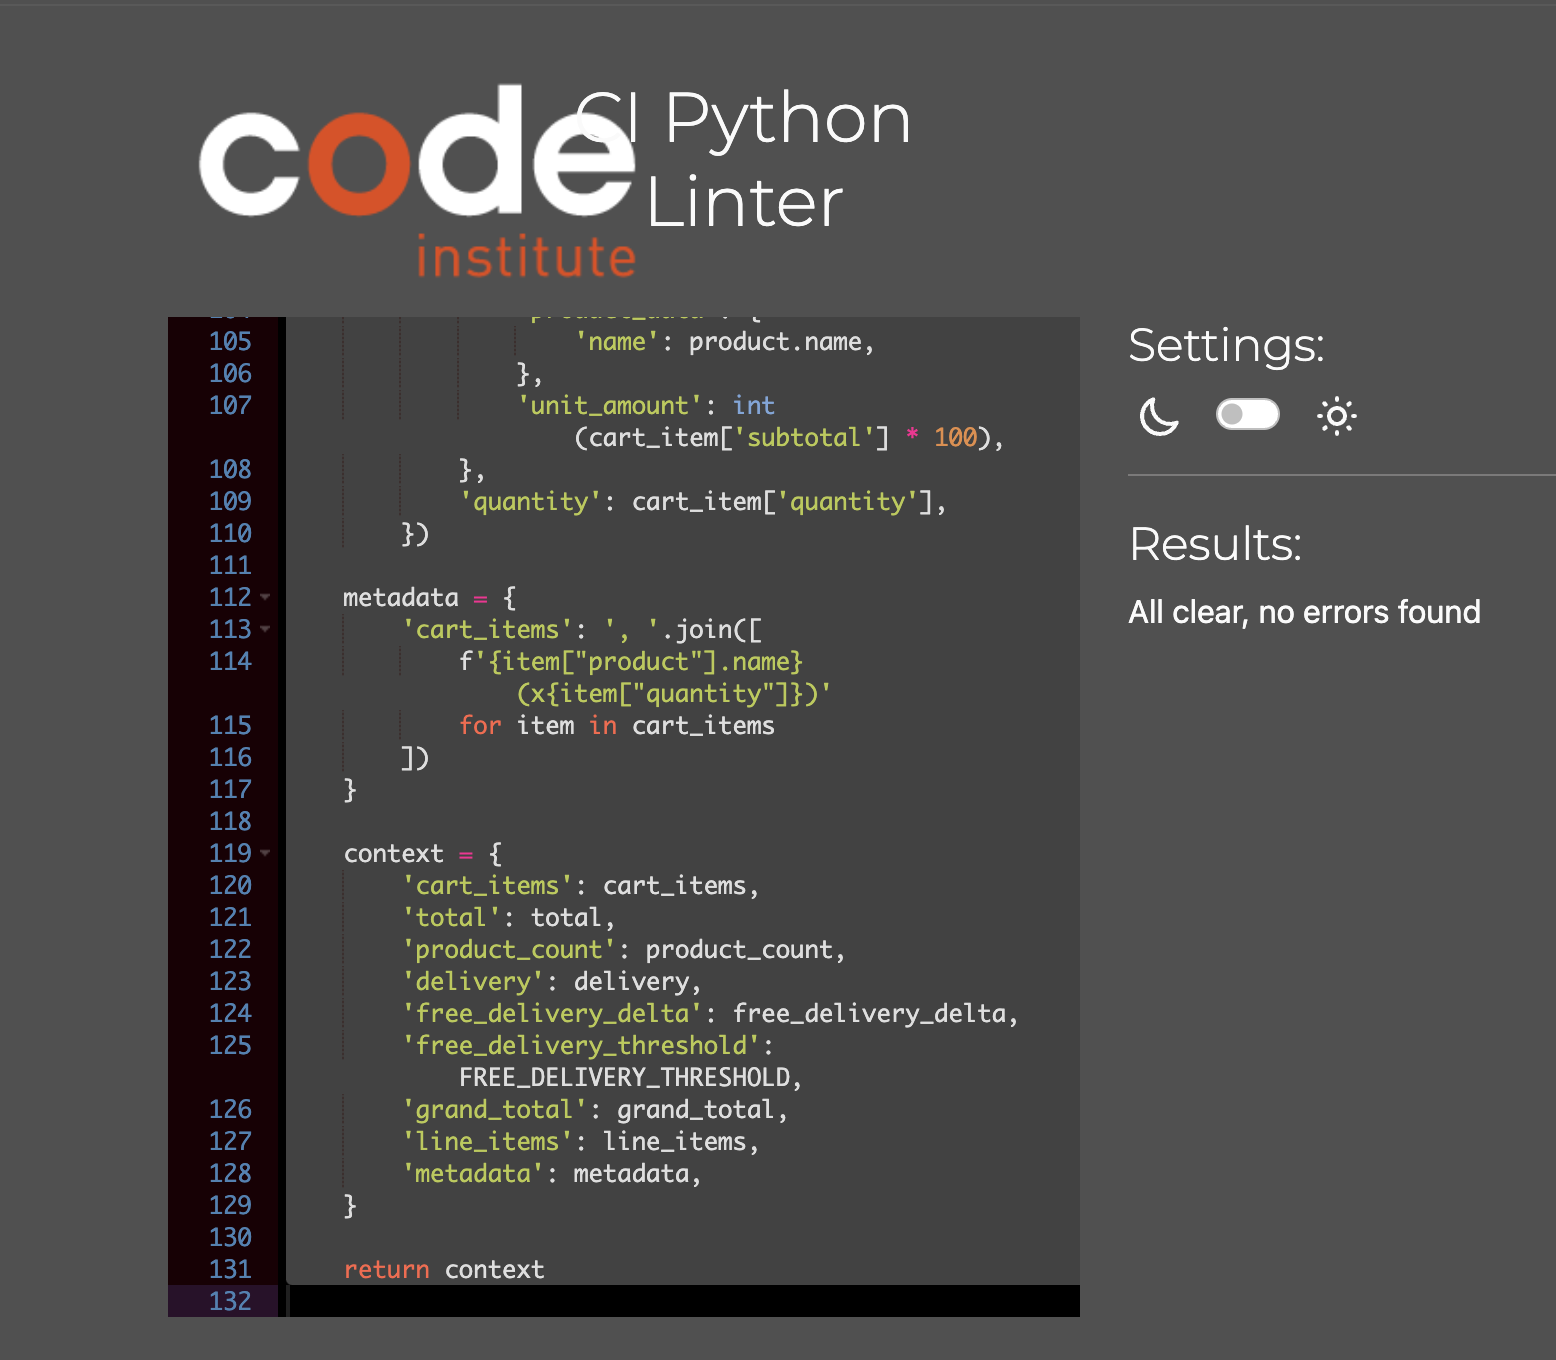 code
institute
CI Python
Linter
105 'name': product.name,
106 },
107 'unit_amount': int
(cart_item['subtotal'] * 100),
108 },
109 'quantity': cart_item['quantity'],
110 })
111
112 metadata = {
113 'cart_items': ', '.join([
114 f'{item["product"].name}
(x{item["quantity"]})'
115 for item in cart_items
116 ])
117 }
118
119 context = {
120 'cart_items': cart_items,
121 'total': total,
122 'product_count': product_count,
123 'delivery': delivery,
124 'free_delivery_delta': free_delivery_delta,
125 'free_delivery_threshold':
FREE_DELIVERY_THRESHOLD,
126 'grand_total': grand_total,
127 'line_items': line_items,
128 'metadata': metadata,
129 }
130
131 return context
132
Settings:
Results:
All clear, no errors found